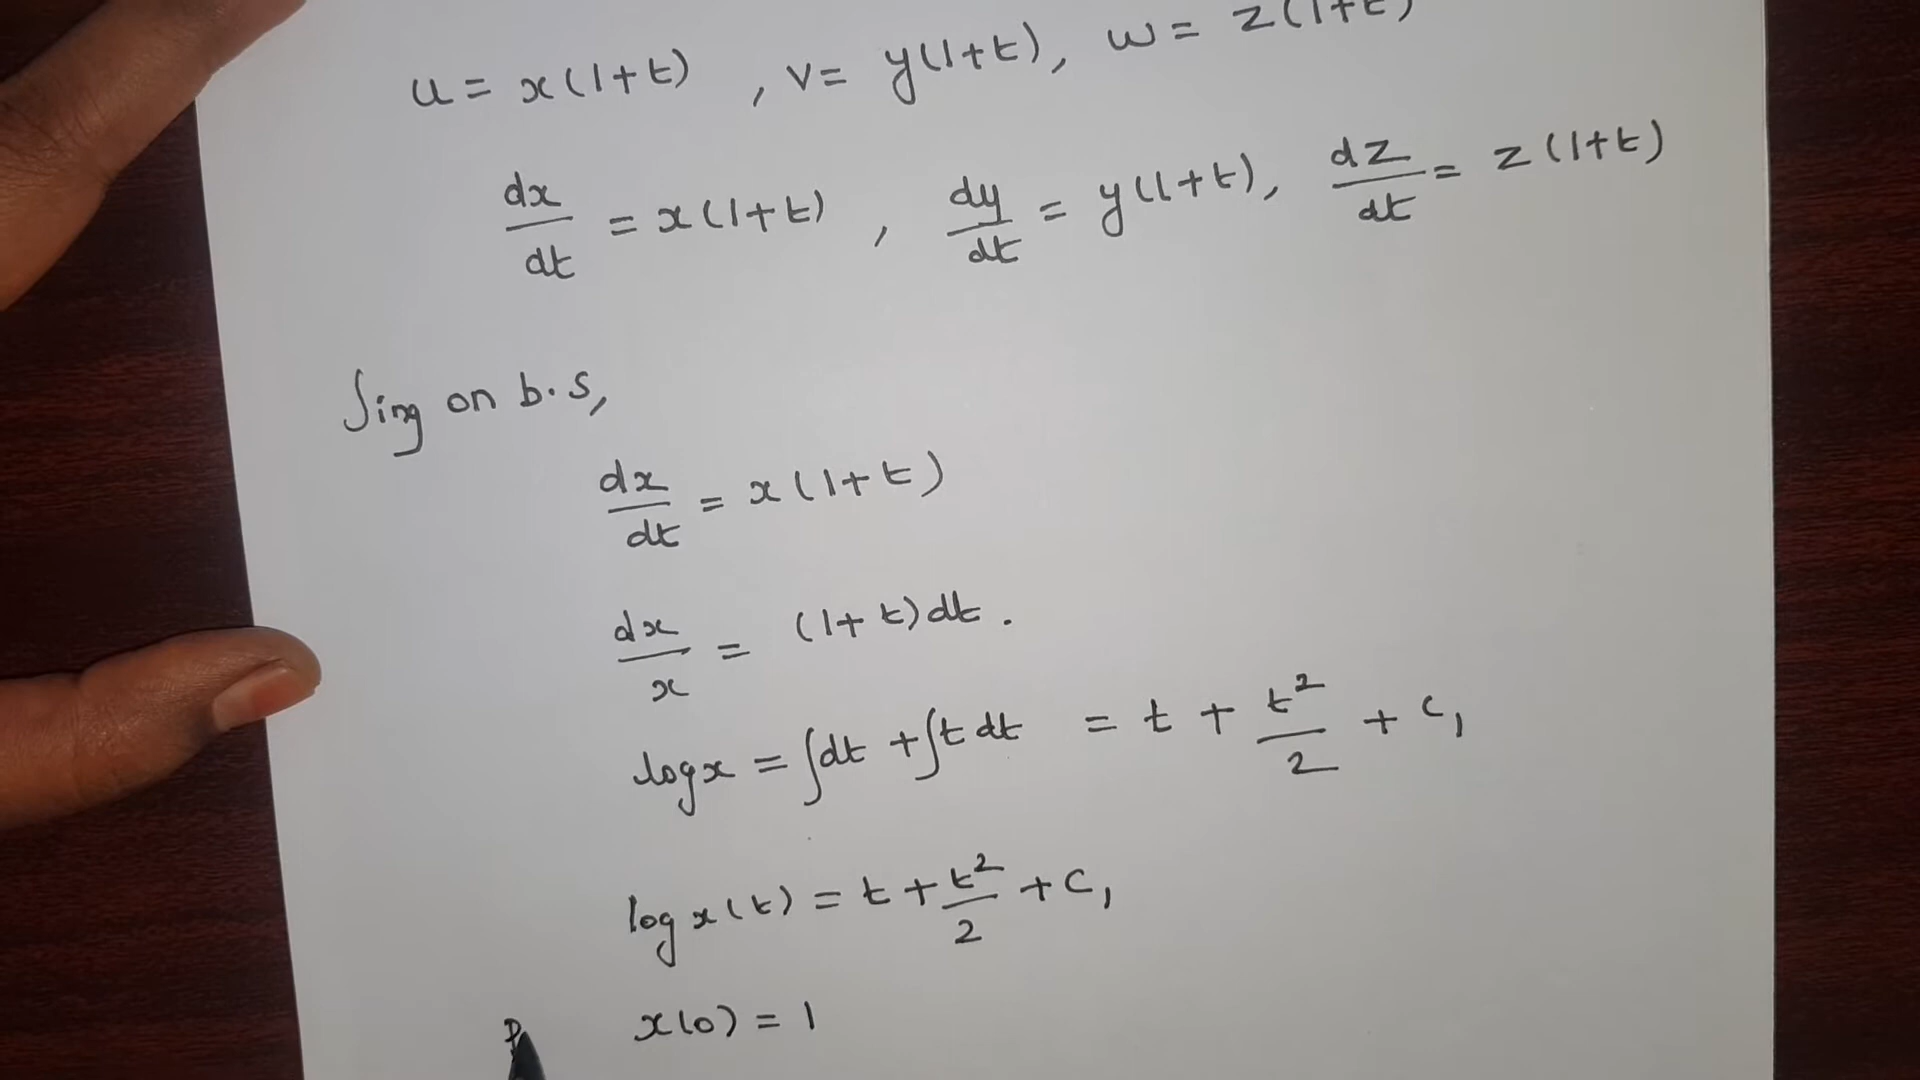 u = x(1+t) , v = y(1+t), w = z(1+t)
dx/dt = x(1+t) , dy/dt = y(1+t), dz/dt = z(1+t)
∫ing on b.s,
dx/dt = x(1+t)
dx/x = (1+t)dt.
log x = ∫dt + ∫t dt = t + t²/2 + c₁
log x(t) = t + t²/2 + c₁
x(0) = 1